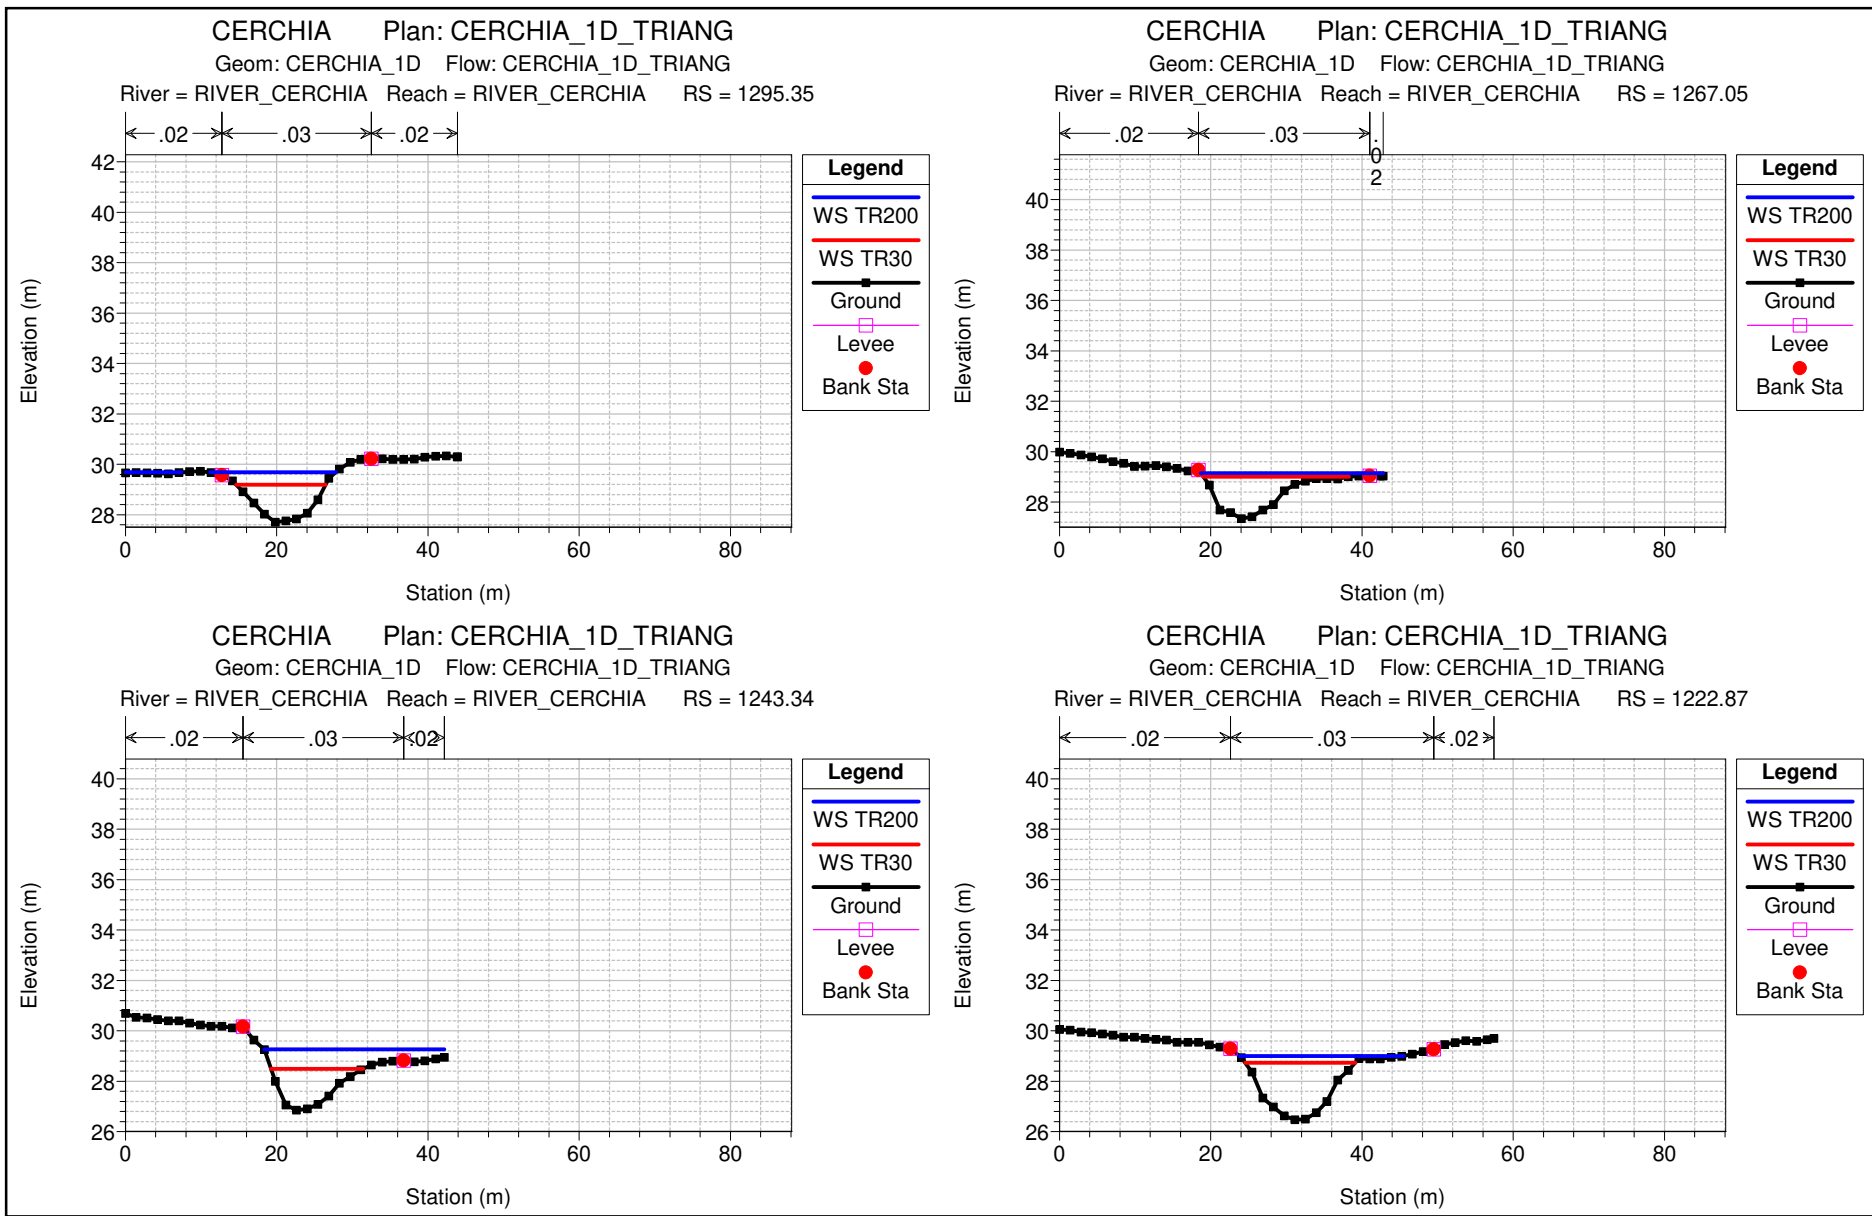 CERCHIA Plan: CERCHIA_1D_TRIANG
Geom: CERCHIA_1D Flow: CERCHIA_1D_TRIANG
River = RIVER_CERCHIA Reach = RIVER_CERCHIA RS = 1295.35
.02 .03 .02
42
40
38
36
34
32
30
28
0 20 40 60 80
Elevation (m)
Station (m)
Legend
WS TR200
WS TR30
Ground
Levee
Bank Sta
CERCHIA Plan: CERCHIA_1D_TRIANG
Geom: CERCHIA_1D Flow: CERCHIA_1D_TRIANG
River = RIVER_CERCHIA Reach = RIVER_CERCHIA RS = 1267.05
.02 .03 .02
40
38
36
34
32
30
28
0 20 40 60 80
Elevation (m)
Station (m)
Legend
WS TR200
WS TR30
Ground
Levee
Bank Sta
CERCHIA Plan: CERCHIA_1D_TRIANG
Geom: CERCHIA_1D Flow: CERCHIA_1D_TRIANG
River = RIVER_CERCHIA Reach = RIVER_CERCHIA RS = 1243.34
.02 .03 .02
40
38
36
34
32
30
28
26
0 20 40 60 80
Elevation (m)
Station (m)
Legend
WS TR200
WS TR30
Ground
Levee
Bank Sta
CERCHIA Plan: CERCHIA_1D_TRIANG
Geom: CERCHIA_1D Flow: CERCHIA_1D_TRIANG
River = RIVER_CERCHIA Reach = RIVER_CERCHIA RS = 1222.87
.02 .03 .02
40
38
36
34
32
30
28
26
0 20 40 60 80
Elevation (m)
Station (m)
Legend
WS TR200
WS TR30
Ground
Levee
Bank Sta